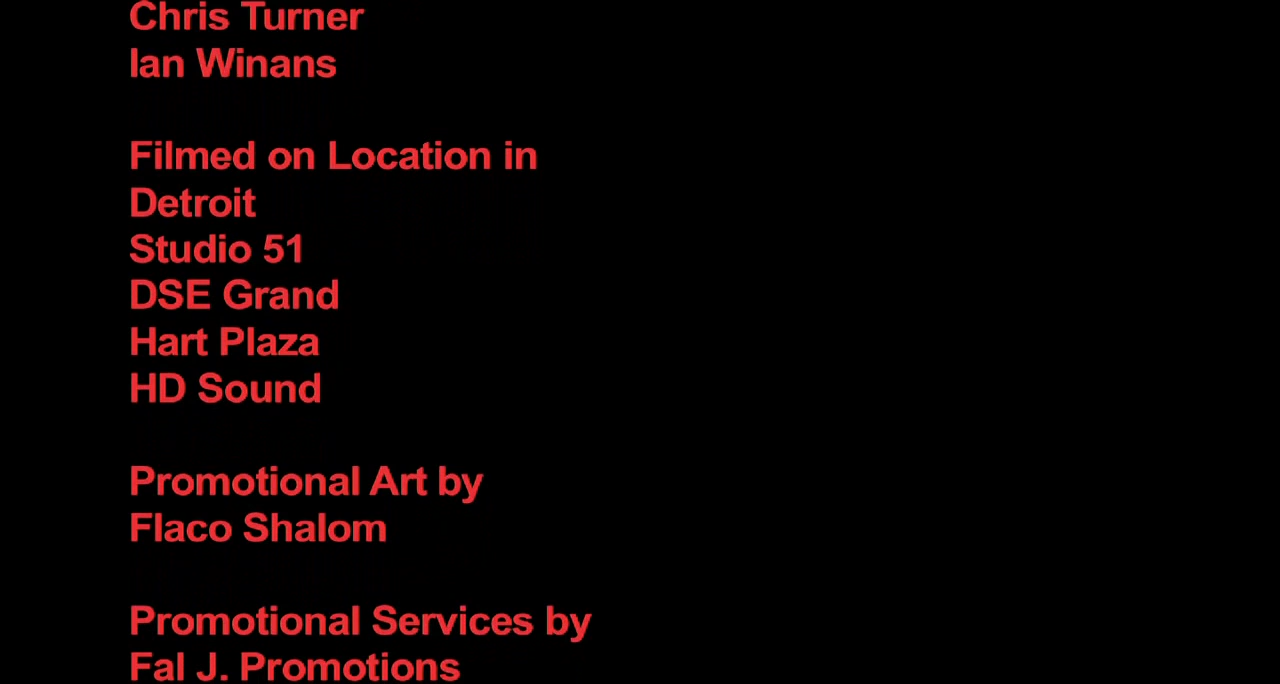 Chris Turner
Ian Winans
Filmed on Location in
Detroit
Studio 51
DSE Grand
Hart Plaza
HD Sound
Promotional Art by
Flaco Shalom
Promotional Services by
Fal J. Promotions